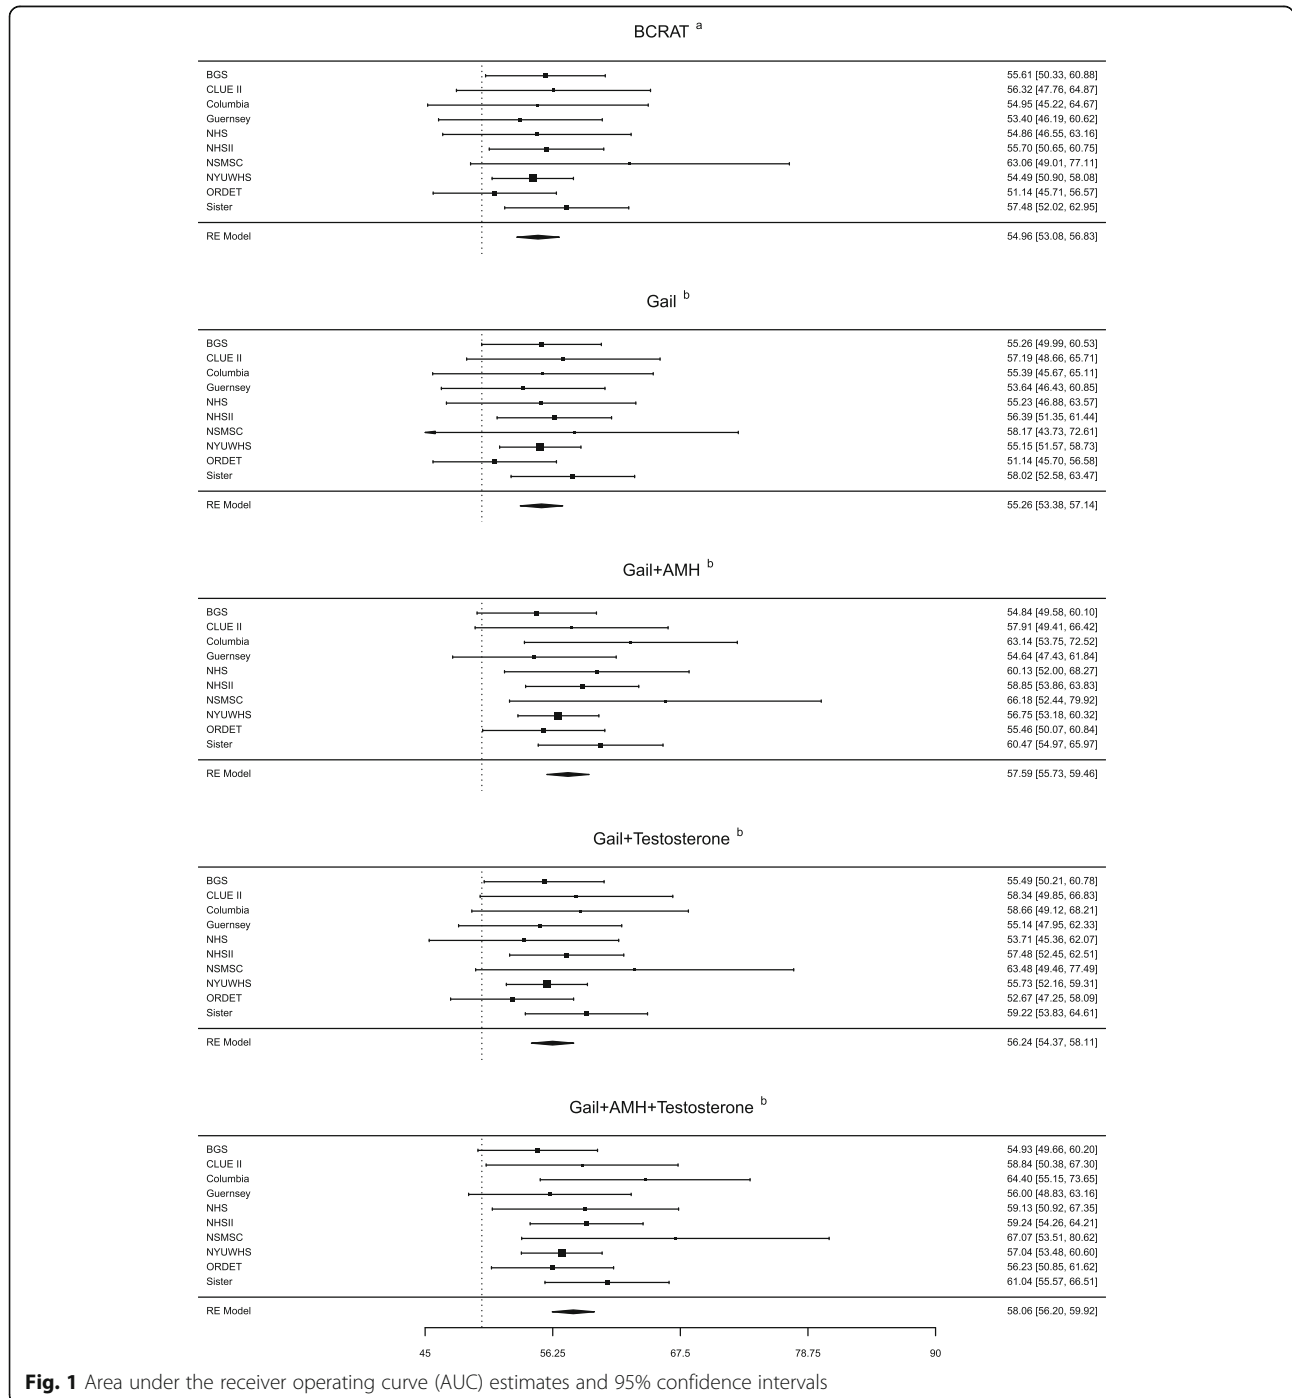 BCRAT a
BGS 55.61 [50.33, 60.88]
CLUE II 56.32 [47.76, 64.87]
Columbia 54.95 [45.22, 64.67]
Guernsey 53.40 [46.19, 60.62]
NHS 54.86 [46.55, 63.16]
NHSII 55.70 [50.65, 60.75]
NSMSC 63.06 [49.01, 77.11]
NYUWHS 54.49 [50.90, 58.08]
ORDET 51.14 [45.71, 56.57]
Sister 57.48 [52.02, 62.95]
RE Model 54.96 [53.08, 56.83]
Gail b
BGS 55.26 [49.99, 60.53]
CLUE II 57.19 [48.66, 65.71]
Columbia 55.39 [45.67, 65.11]
Guernsey 53.64 [46.43, 60.85]
NHS 55.23 [46.88, 63.57]
NHSII 56.39 [51.35, 61.44]
NSMSC 58.17 [43.73, 72.61]
NYUWHS 55.15 [51.57, 58.73]
ORDET 51.14 [45.70, 56.58]
Sister 58.02 [52.58, 63.47]
RE Model 55.26 [53.38, 57.14]
Gail+AMH b
BGS 54.84 [49.58, 60.10]
CLUE II 57.91 [49.41, 66.42]
Columbia 63.14 [53.75, 72.52]
Guernsey 54.64 [47.43, 61.84]
NHS 60.13 [52.00, 68.27]
NHSII 58.85 [53.86, 63.83]
NSMSC 66.18 [52.44, 79.92]
NYUWHS 56.75 [53.18, 60.32]
ORDET 55.46 [50.07, 60.84]
Sister 60.47 [54.97, 65.97]
RE Model 57.59 [55.73, 59.46]
Gail+Testosterone b
BGS 55.49 [50.21, 60.78]
CLUE II 58.34 [49.85, 66.83]
Columbia 58.66 [49.12, 68.21]
Guernsey 55.14 [47.95, 62.33]
NHS 53.71 [45.36, 62.07]
NHSII 57.48 [52.45, 62.51]
NSMSC 63.48 [49.46, 77.49]
NYUWHS 55.73 [52.16, 59.31]
ORDET 52.67 [47.25, 58.09]
Sister 59.22 [53.83, 64.61]
RE Model 56.24 [54.37, 58.11]
Gail+AMH+Testosterone b
BGS 54.93 [49.66, 60.20]
CLUE II 58.84 [50.38, 67.30]
Columbia 64.40 [55.15, 73.65]
Guernsey 56.00 [48.83, 63.16]
NHS 59.13 [50.92, 67.35]
NHSII 59.24 [54.26, 64.21]
NSMSC 67.07 [53.51, 80.62]
NYUWHS 57.04 [53.48, 60.60]
ORDET 56.23 [50.85, 61.62]
Sister 61.04 [55.57, 66.51]
RE Model 58.06 [56.20, 59.92]
45 56.25 67.5 78.75 90
Fig. 1 Area under the receiver operating curve (AUC) estimates and 95% confidence intervals